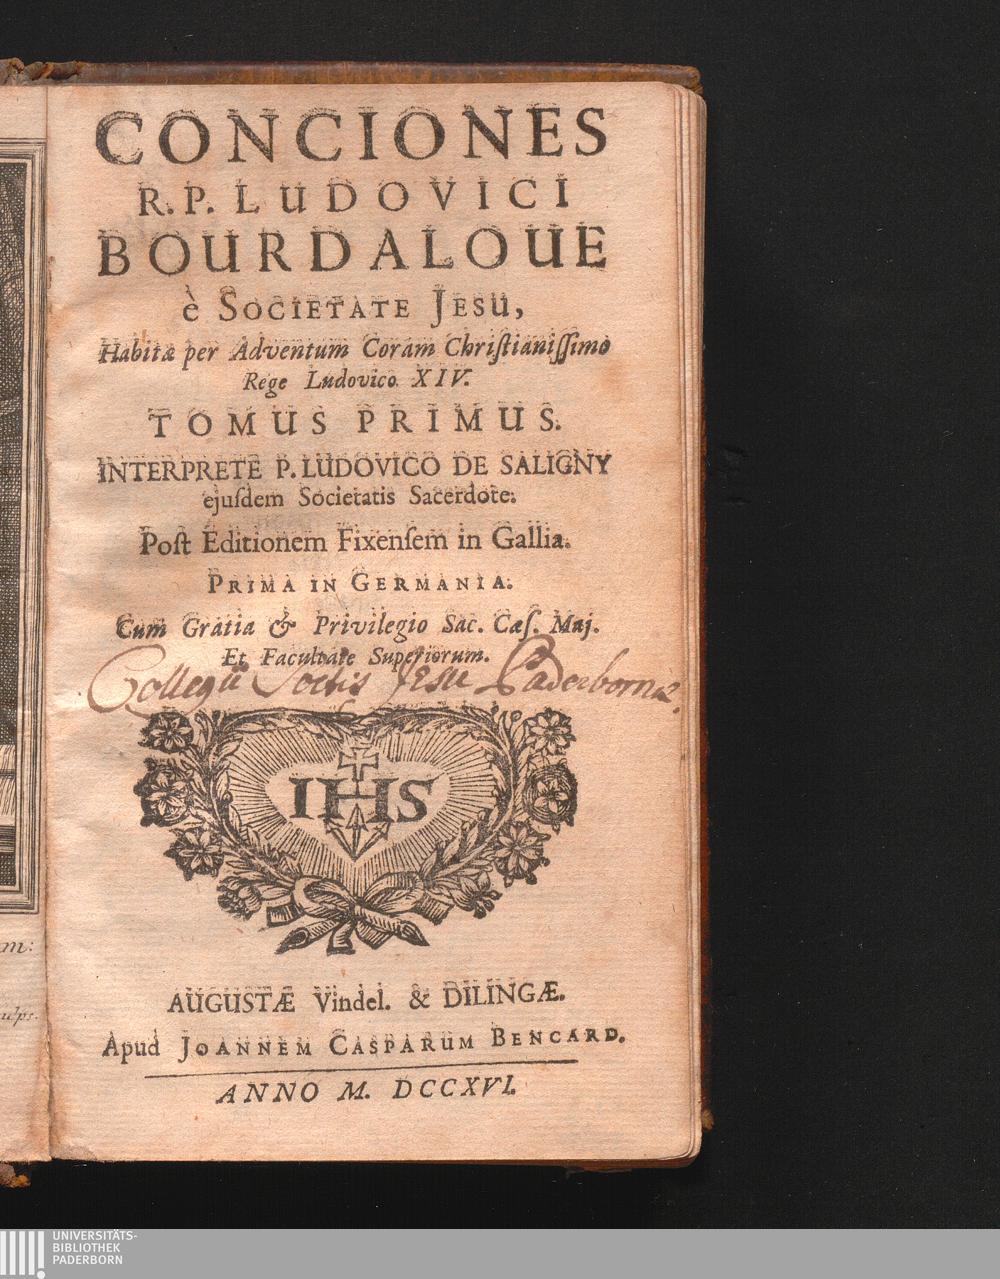 CONCIONES
R. P. LUDOVICI
BOURDALOUE
è SOCIETATE JESU,
Habitæ per Adventum Coram Chriſtianiſſimo
Rege Ludovico XIV.
TOMUS PRIMUS.
INTERPRETE P. LUDOVICO DE SALIGNY
ejuſdem Societatis Sacerdote.
Poſt Editionem Fixenſem in Gallia.
PRIMA IN GERMANIA.
Cum Gratia & Privilegio Sac. Cæſ. Maj.
Et Facultate Superiorum.
Collegii Soctis Jesu Paderbornæ.
IHS
AUGUSTÆ Vindel. & DILINGÆ.
Apud JOANNEM CASPARUM BENCARD.
ANNO M. DCCXVI.
m:
culps.
UNIVERSITÄTS-
BIBLIOTHEK
PADERBORN